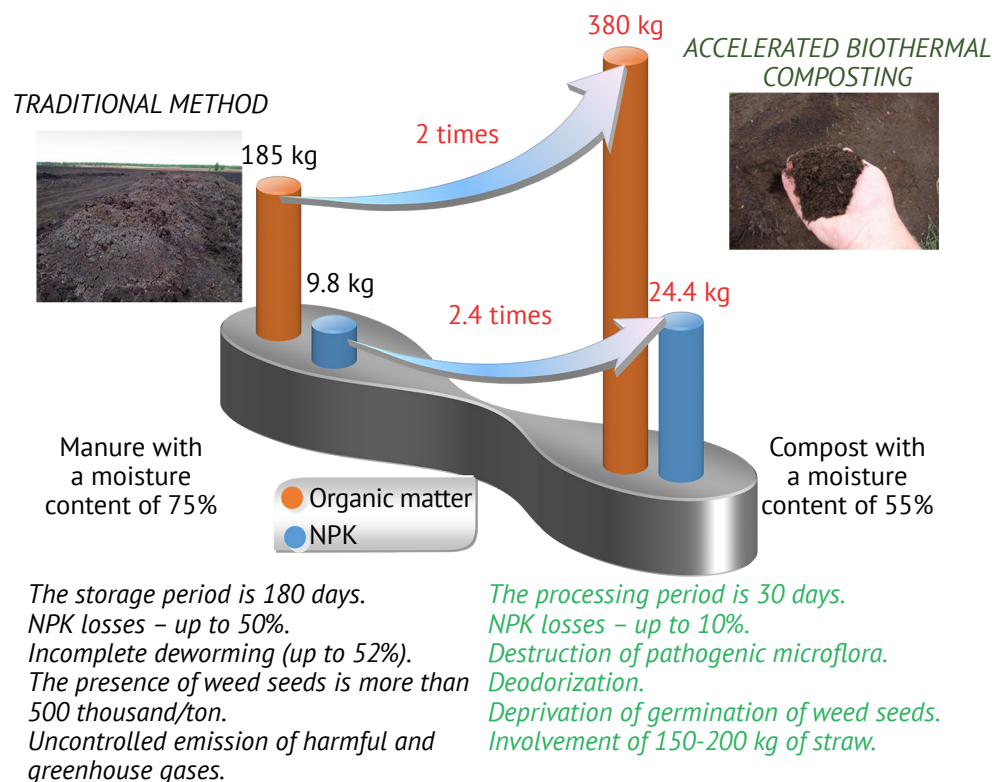 380 kg
ACCELERATED BIOTHERMAL
COMPOSTING
TRADITIONAL METHOD
2 times
185 kg
9.8 kg
24.4 kg
2.4 times
Manure with
a moisture
content of 75%
Compost with
a moisture
content of 55%
Organic matter
NPK
The storage period is 180 days.
NPK losses – up to 50%.
Incomplete deworming (up to 52%).
The presence of weed seeds is more than
500 thousand/ton.
Uncontrolled emission of harmful and
greenhouse gases.
The processing period is 30 days.
NPK losses – up to 10%.
Destruction of pathogenic microflora.
Deodorization.
Deprivation of germination of weed seeds.
Involvement of 150-200 kg of straw.